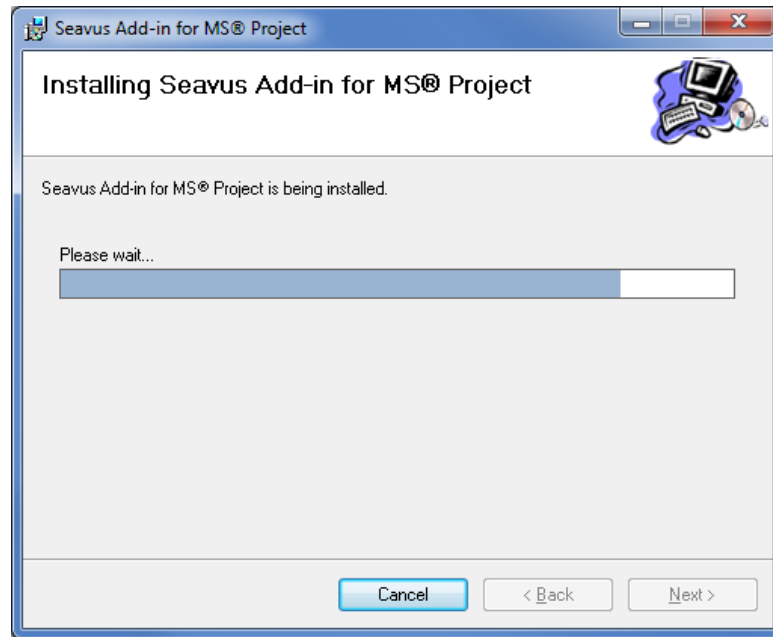 Seavus Add-in for MS® Project
Installing Seavus Add-in for MS® Project
Seavus Add-in for MS® Project is being installed.
Please wait...
Cancel
< Back
Next >